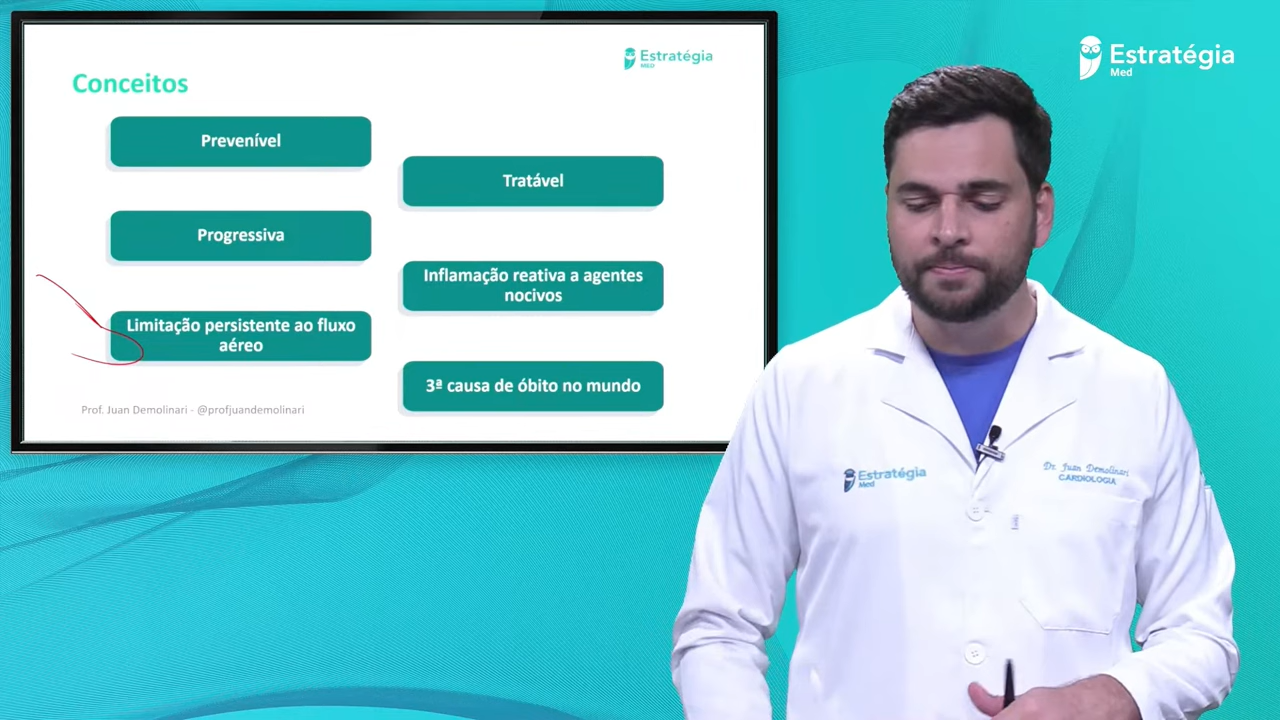 Conceitos
Estratégia
MED
Prevenível
Tratável
Progressiva
Inflamação reativa a agentes
nocivos
Limitação persistente ao fluxo
aéreo
3ª causa de óbito no mundo
Prof. Juan Demolinari - @profjuandemolinari
Estratégia
Med
Estratégia
Med
Dr. Juan Demolinari
CARDIOLOGIA